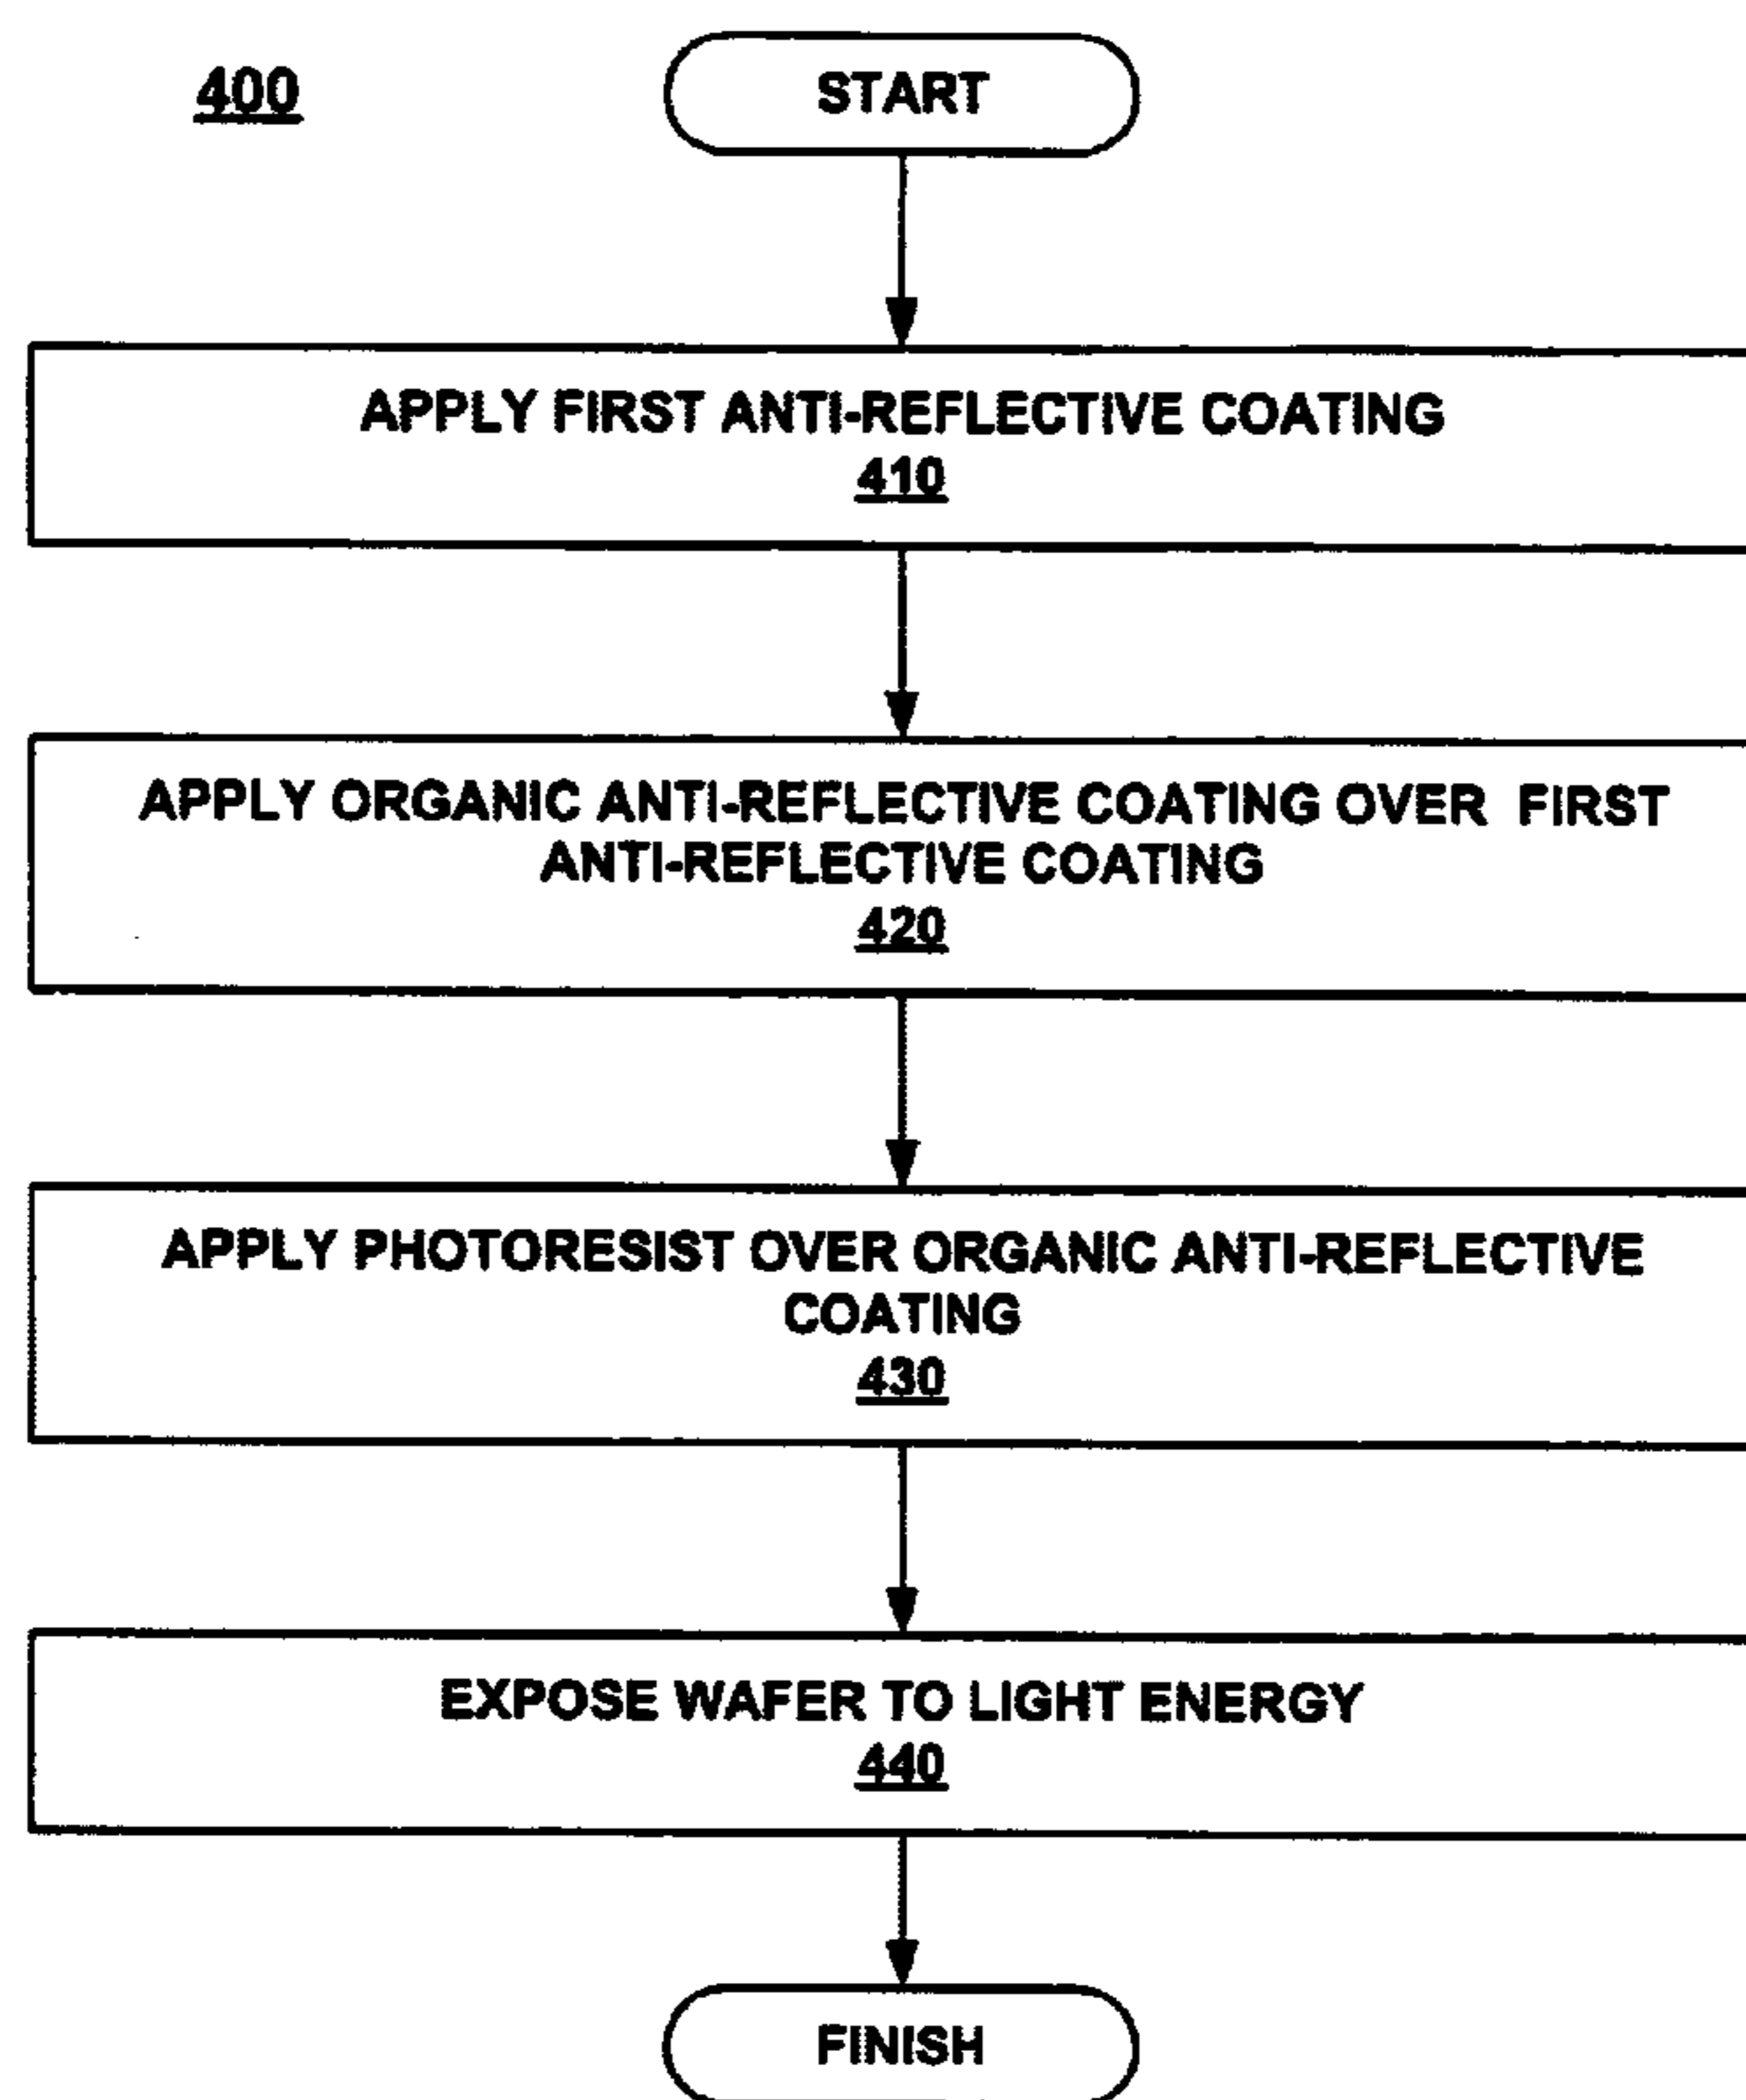 400
START
APPLY FIRST ANTI-REFLECTIVE COATING
410
APPLY ORGANIC ANTI-REFLECTIVE COATING OVER FIRST
ANTI-REFLECTIVE COATING
420
APPLY PHOTORESIST OVER ORGANIC ANTI-REFLECTIVE
COATING
430
EXPOSE WAFER TO LIGHT ENERGY
440
FINISH